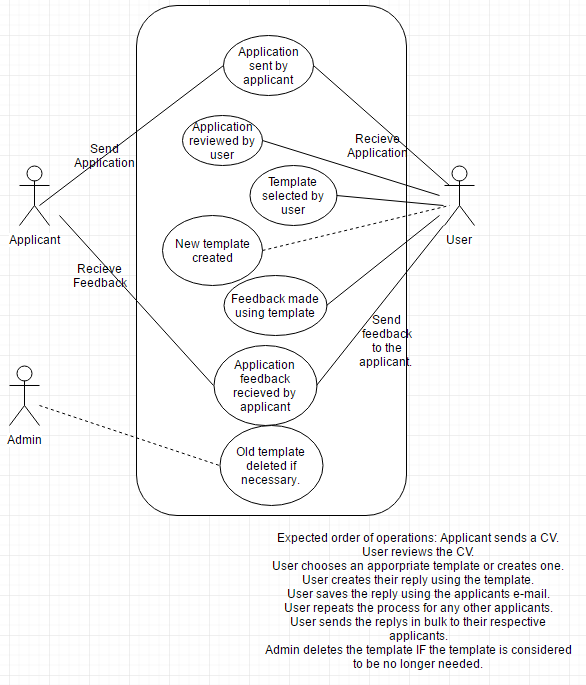 Application
sent by
applicant
Application
reviewed by
user
Send
Application
Recieve
Application
Template
selected by
user
Applicant
User
New template
created
Recieve
Feedback
Feedback made
using template
Send
feedback
to the
applicant.
Application
feedback
recieved by
applicant
Admin
Old template
deleted if
necessary.
Expected order of operations: Applicant sends a CV.
User reviews the CV.
User chooses an apporpriate template or creates one.
User creates their reply using the template.
User saves the reply using the applicants e-mail.
User repeats the process for any other applicants.
User sends the replys in bulk to their respective
applicants.
Admin deletes the template IF the template is considered
to be no longer needed.